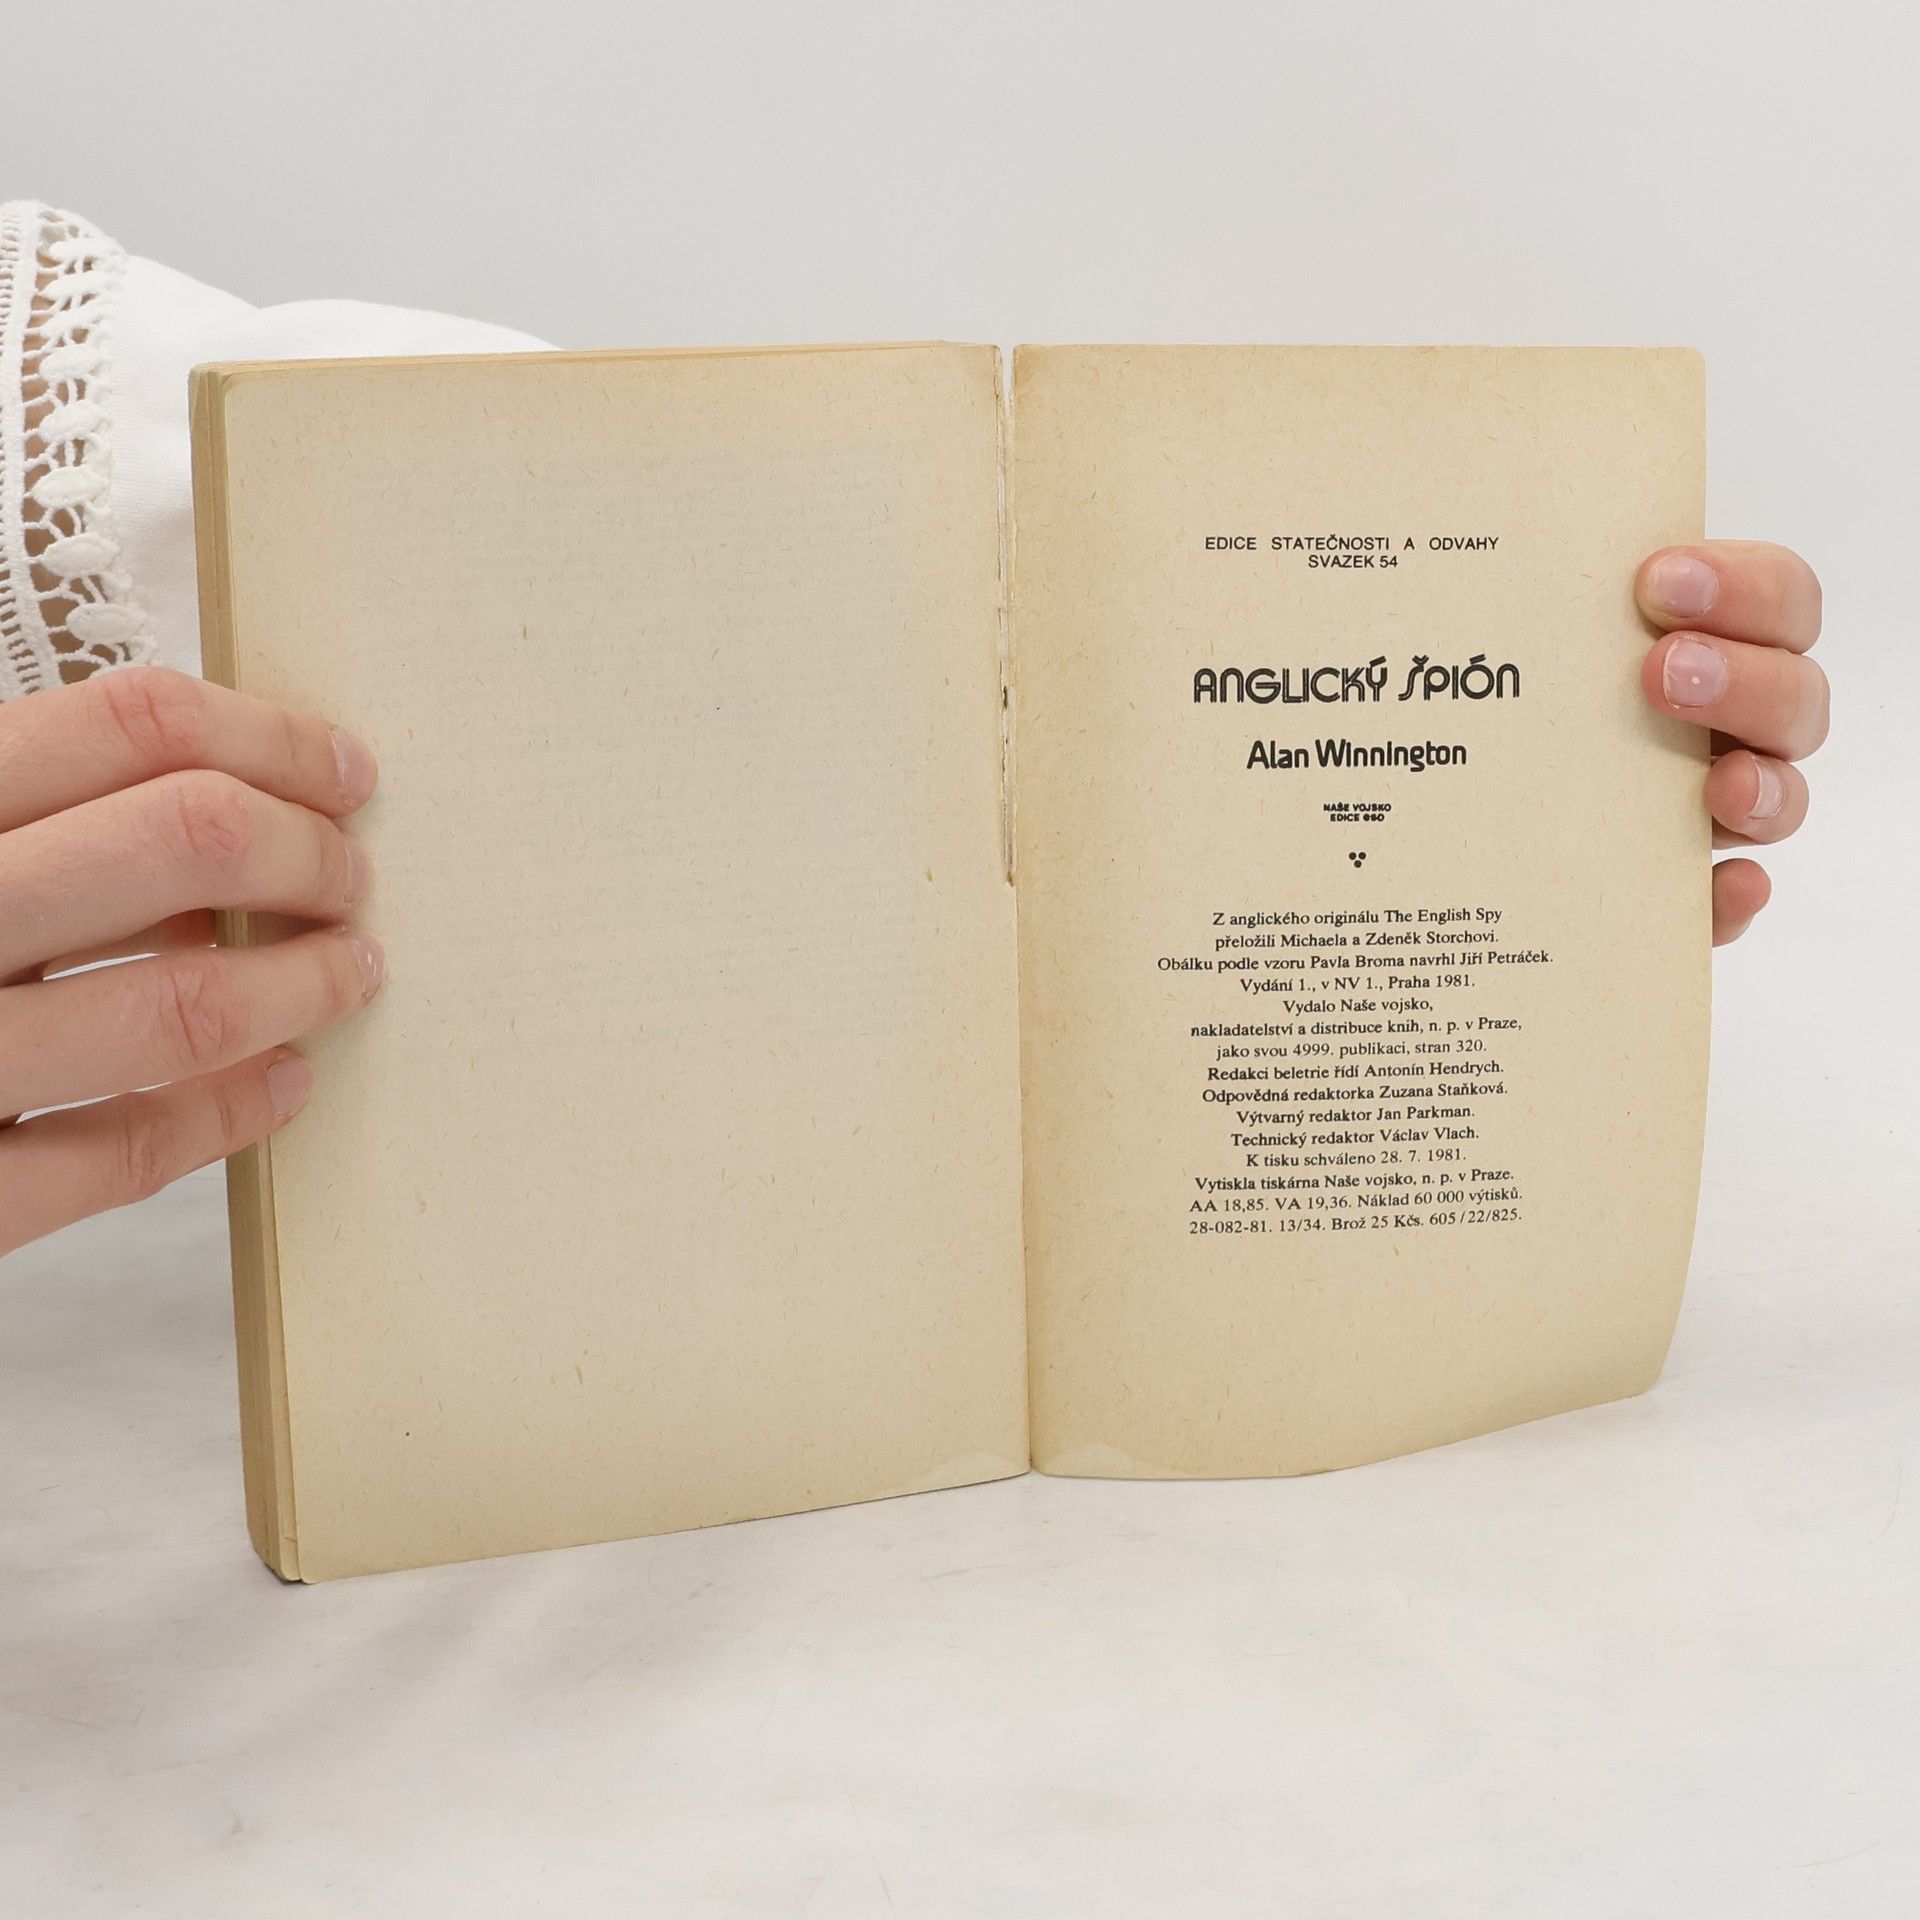 EDICE STATEČNOSTI A ODVAHY
SVAZEK 54
ANGLICKÝ ŠPIÓN
Alan Winnington
NAŠE VOJSKO
EDICE eso
Z anglického originálu The English Spy
přeložili Michaela a Zdeněk Storchovi.
Obálku podle vzoru Pavla Broma navrhl Jiří Petráček.
Vydání 1., v NV 1., Praha 1981.
Vydalo Naše vojsko,
nakladatelství a distribuce knih, n. p. v Praze,
jako svou 4999. publikaci, stran 320.
Redakci beletrie řídí Antonín Hendrych.
Odpovědná redaktorka Zuzana Staňková.
Výtvarný redaktor Jan Parkman.
Technický redaktor Václav Vlach.
K tisku schváleno 28. 7. 1981.
Vytiskla tiskárna Naše vojsko, n. p. v Praze.
AA 18,85. VA 19,36. Náklad 60 000 výtisků.
28-082-81. 13/34. Brož 25 Kčs. 605/22/825.